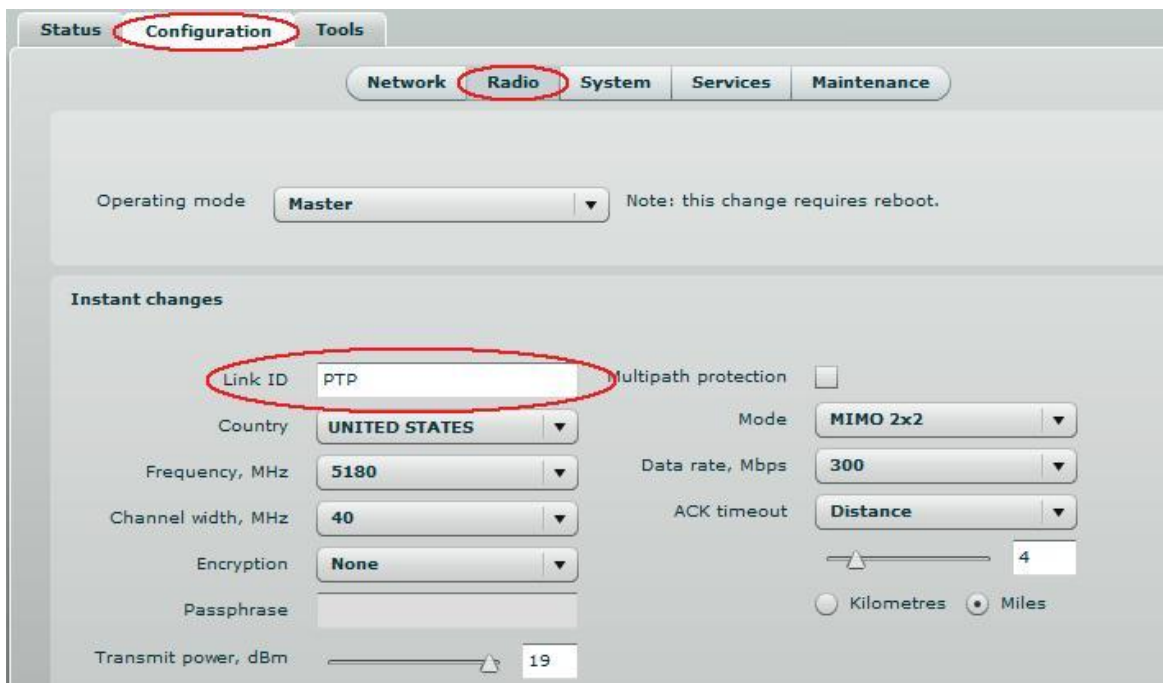 Status Configuration Tools
Network Radio System Services Maintenance
Operating mode Master Note: this change requires reboot.
Instant changes
Link ID PTP Multipath protection
Country UNITED STATES Mode MIMO 2x2
Frequency, MHz 5180 Data rate, Mbps 300
Channel width, MHz 40 ACK timeout Distance
Encryption None 4
Passphrase Kilometres Miles
Transmit power, dBm 19